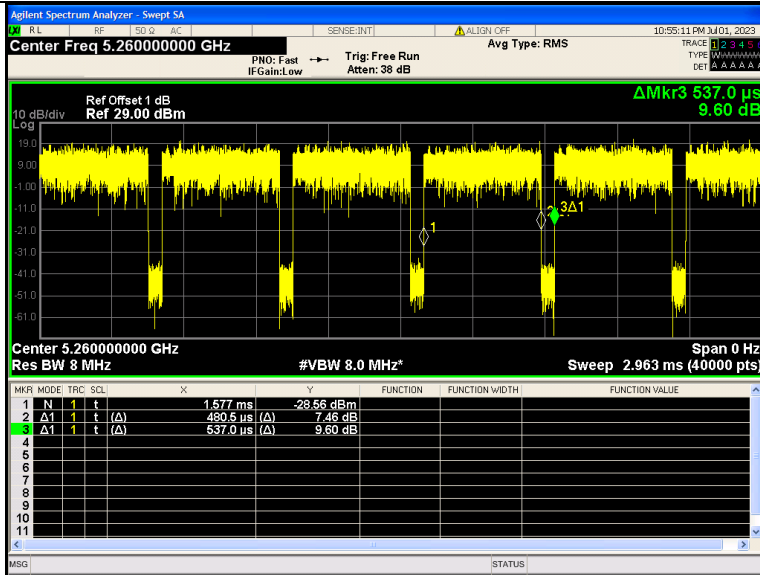 Agilent Spectrum Analyzer - Swept SA
LXI RL RF 50 Ω AC SENSE:INT ALIGN OFF 10:55:11 PM Jul 01, 2023
Center Freq 5.260000000 GHz Avg Type: RMS TRACE 1 2 3 4 5
PNO: Fast Trig: Free Run TYPE
IFGain:Low Atten: 38 dB DET A A A A A
ΔMkr3 537.0 µs
9.60 dB
Ref Offset 1 dB
10 dB/div Ref 29.00 dBm
Log
19.0
9.00
-1.00
-11.0
-21.0
-31.0
-41.0
-51.0
-61.0
1
3Δ1
Center 5.260000000 GHz Span 0 Hz
Res BW 8 MHz #VBW 8.0 MHz* Sweep 2.963 ms (40000 pts)
MKR MODE TRC SCL X Y FUNCTION FUNCTION WIDTH FUNCTION VALUE
1 N 1 t 1.577 ms -28.56 dBm
2 Δ1 1 t (Δ) 480.5 µs (Δ) 7.46 dB
3 Δ1 1 t (Δ) 537.0 µs (Δ) 9.60 dB
4
5
6
7
8
9
10
11
MSG STATUS